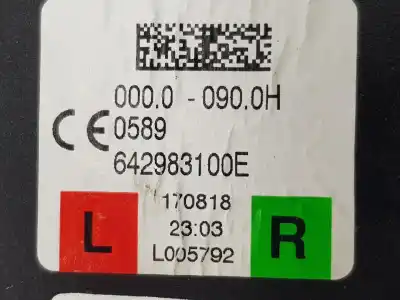 000.0 - 090.0H
CE 0589
642983100E
170818
L 23:03 R
L005792